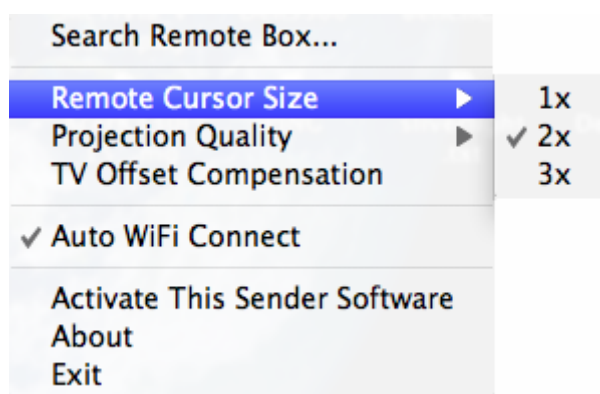 Search Remote Box...
Remote Cursor Size
Projection Quality
TV Offset Compensation
Auto WiFi Connect
Activate This Sender Software
About
Exit
1x
2x
3x